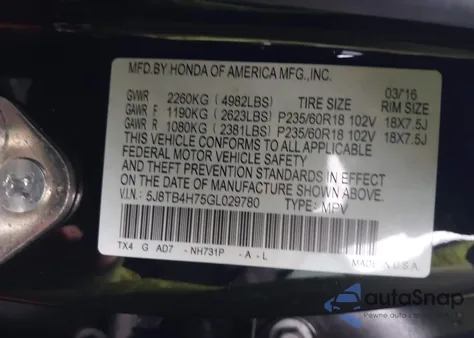 MFD.BY HONDA OF AMERICA MFG.,INC.
03/16
GVWR 2260KG (4982LBS) RIM SIZE
GAWR F 1190KG (2623LBS) P235/60R18 102V 18X7.5J
GAWR R 1080KG (2381LBS) P235/60R18 102V 18X7.5J
THIS VEHICLE CONFORMS TO ALL APPLICABLE
FEDERAL MOTOR VEHICLE SAFETY
AND THEFT PREVENTION STANDARDS IN EFFECT
ON THE DATE OF MANUFACTURE SHOWN ABOVE.
V.I.N.: 5J8TB4H75GL029780 TYPE: MPV
TX4 G AD7 - NH731P - A - L
MADE IN U.S.A.
autoSnap
Pewne auta i